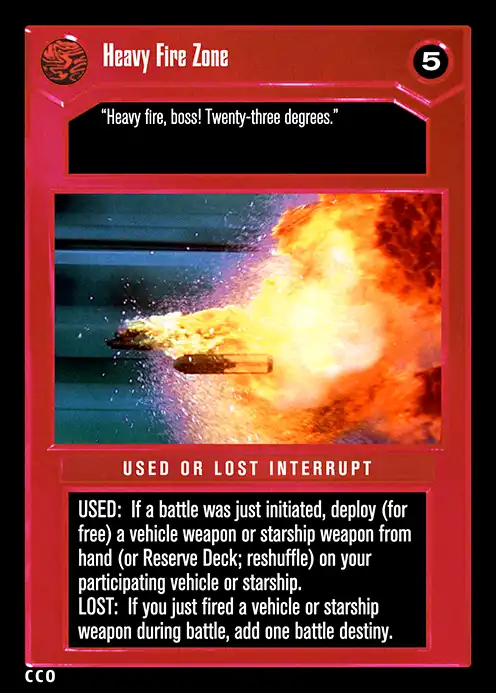 Heavy Fire Zone
5
“Heavy fire, boss! Twenty-three degrees.”
USED OR LOST INTERRUPT
USED: If a battle was just initiated, deploy (for
free) a vehicle weapon or starship weapon from
hand (or Reserve Deck; reshuffle) on your
participating vehicle or starship.
LOST: If you just fired a vehicle or starship
weapon during battle, add one battle destiny.
CCO